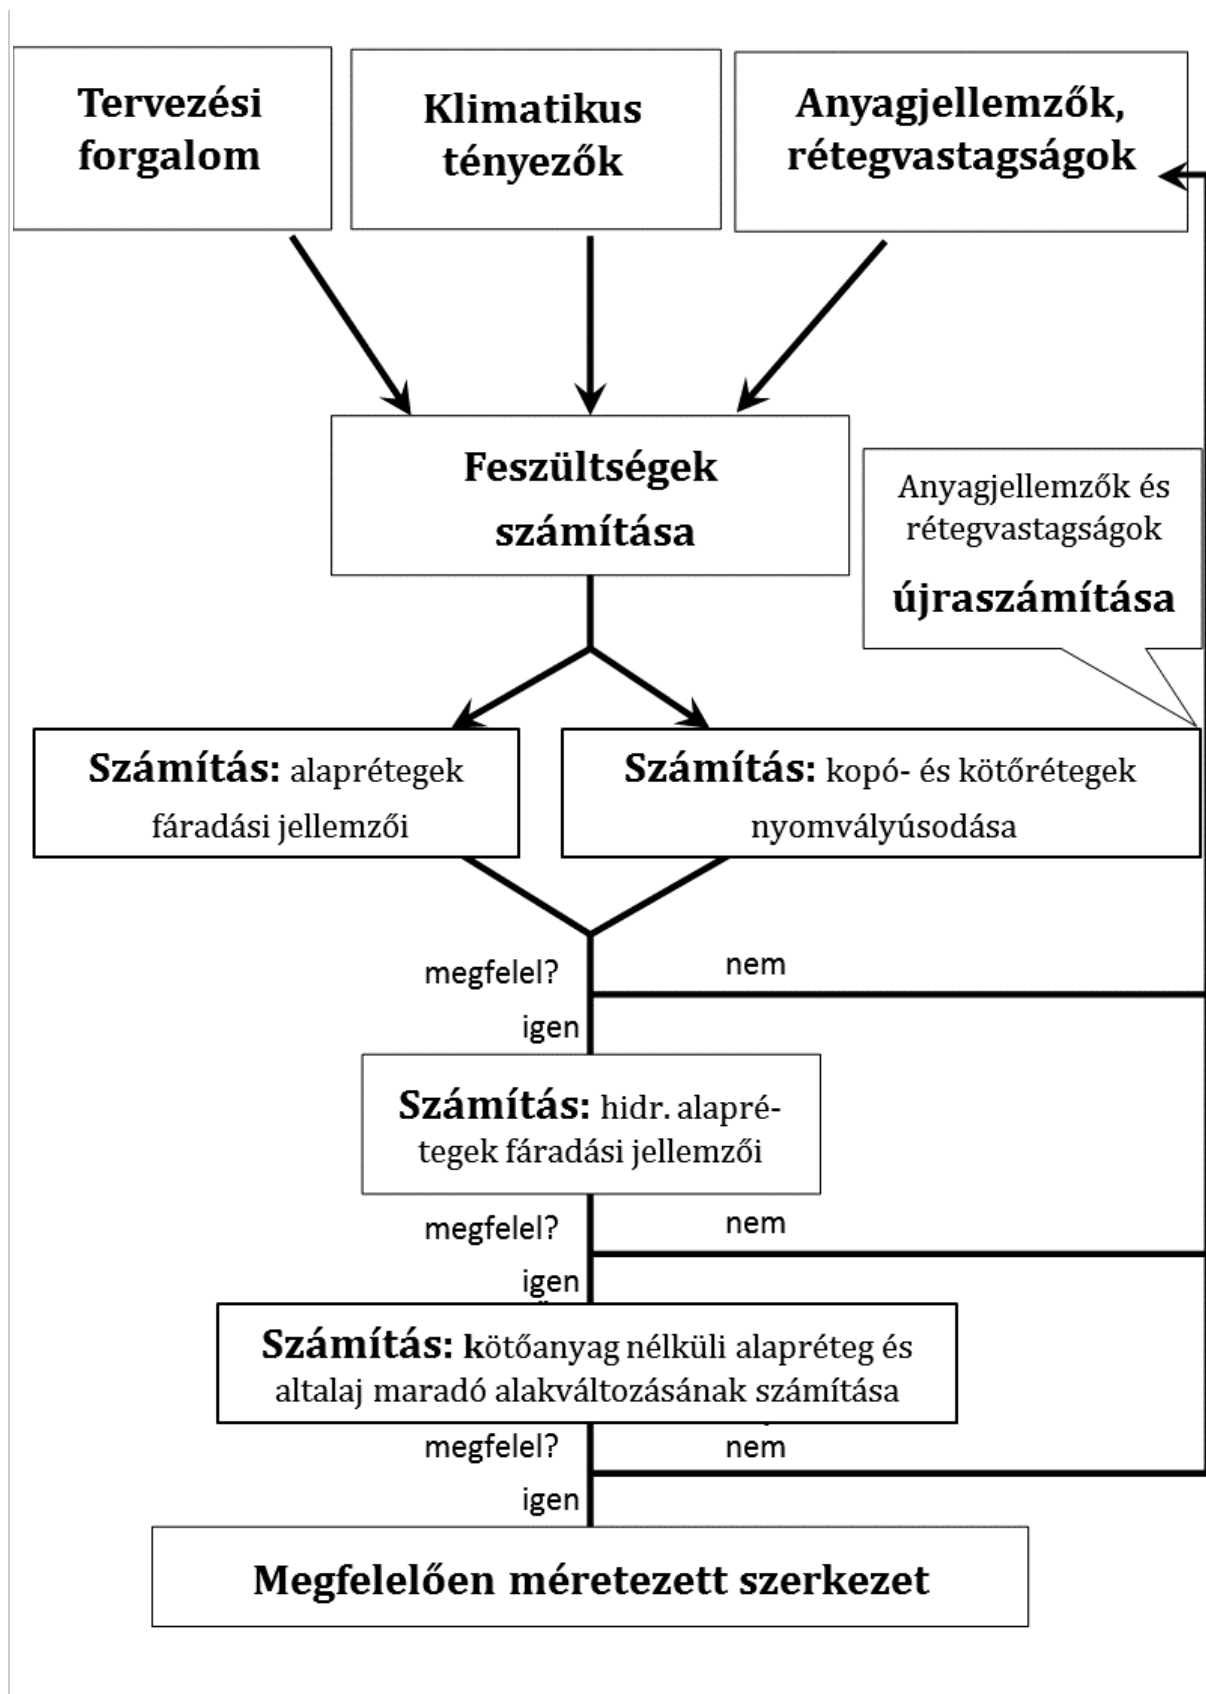 Tervezési
forgalom
Klimatikus
tényezők
Anyagjellemzők,
rétegvastagságok
Feszültségek
számítása
Anyagjellemzők és
rétegvastagságok
újraszámítása
Számítás: alaprétegek
fáradási jellemzői
Számítás: kopó- és kötőrétegek
nyomvályúsodása
megfelel?
nem
igen
Számítás: hidr. alapré-
tegek fáradási jellemzői
megfelel?
nem
igen
Számítás: kötőanyag nélküli alapréteg és
altalaj maradó alakváltozásának számítása
megfelel?
nem
igen
Megfelelően méretezett szerkezet